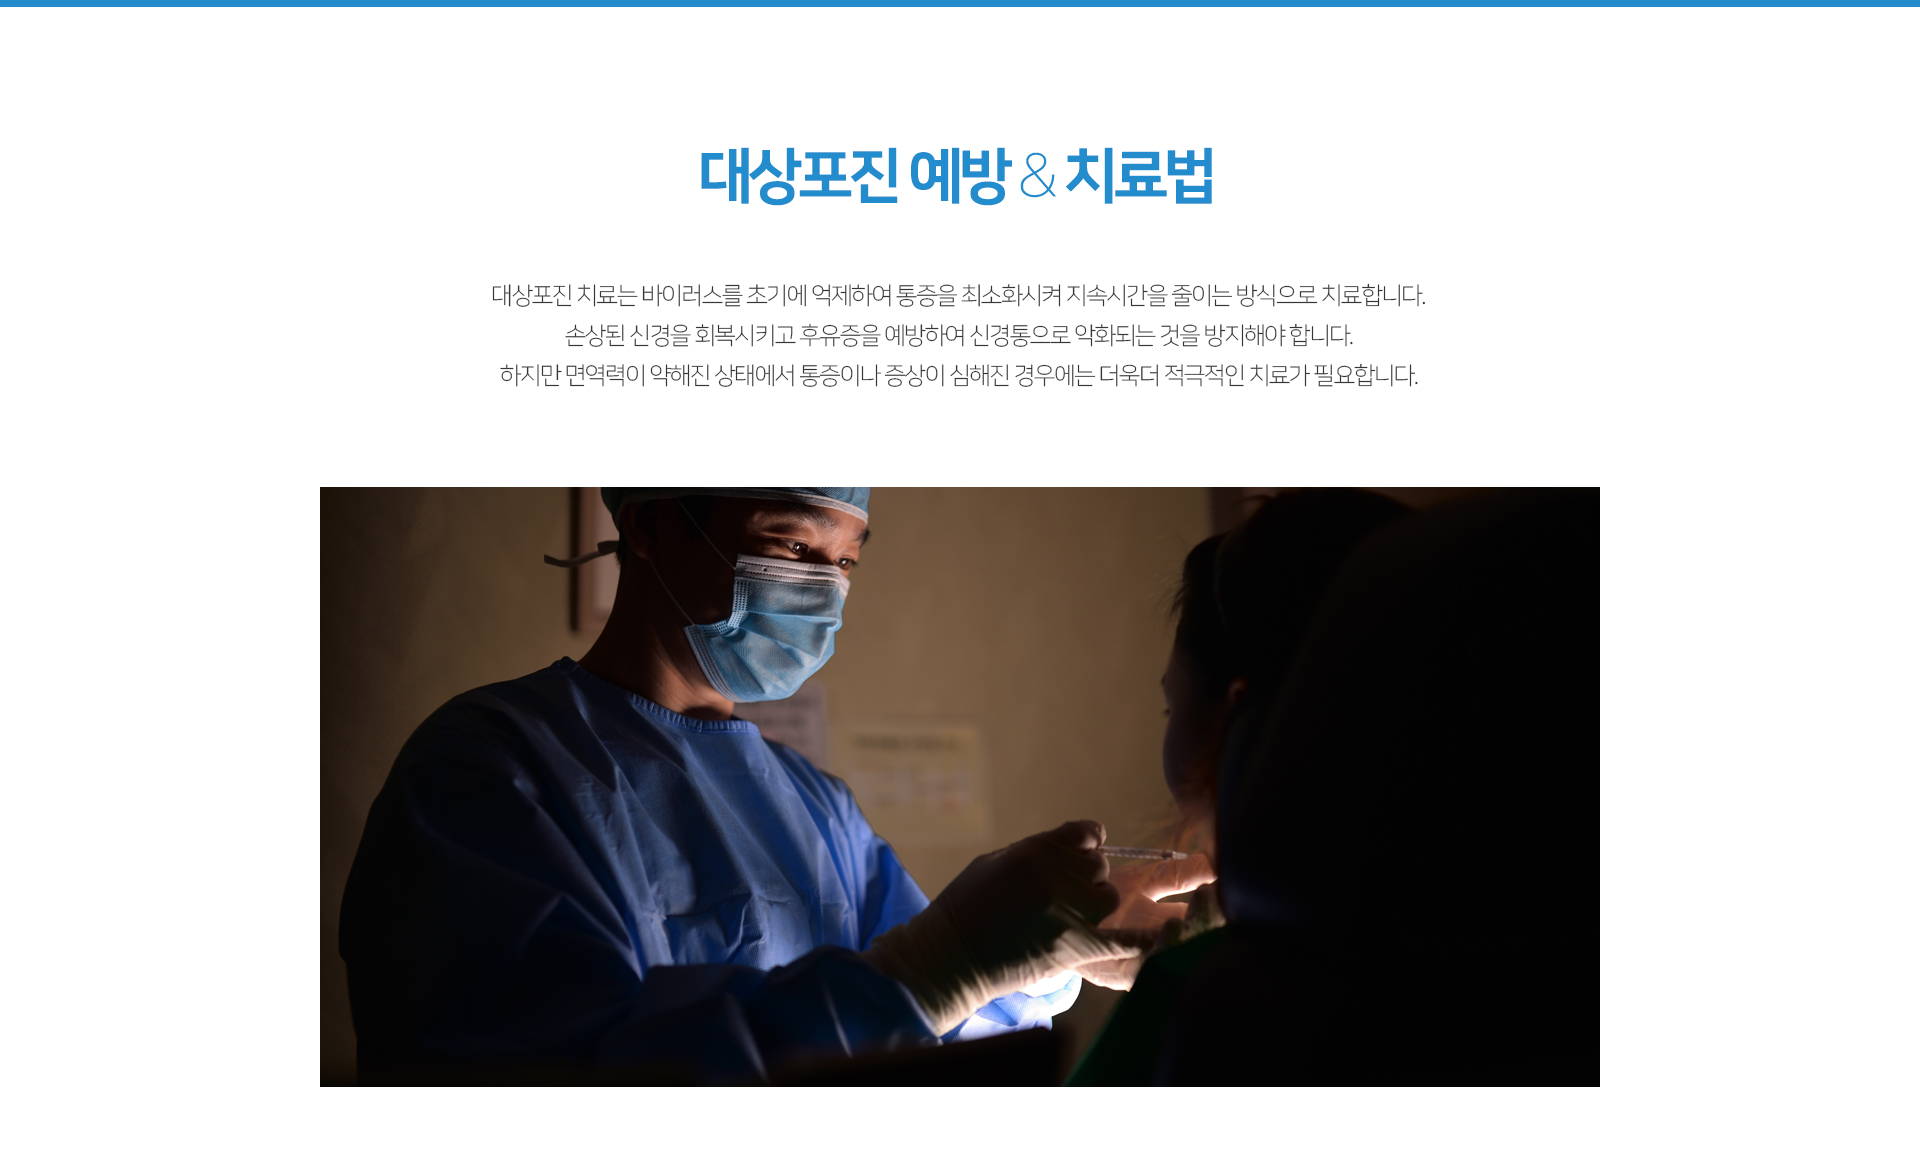 대상포진 예방 & 치료법
대상포진 치료는 바이러스를 초기에 억제하여 통증을 최소화시켜 지속시간을 줄이는 방식으로 치료합니다.
손상된 신경을 회복시키고 후유증을 예방하여 신경통으로 악화되는 것을 방지해야 합니다.
하지만 면역력이 약해진 상태에서 통증이나 증상이 심해진 경우에는 더욱더 적극적인 치료가 필요합니다.